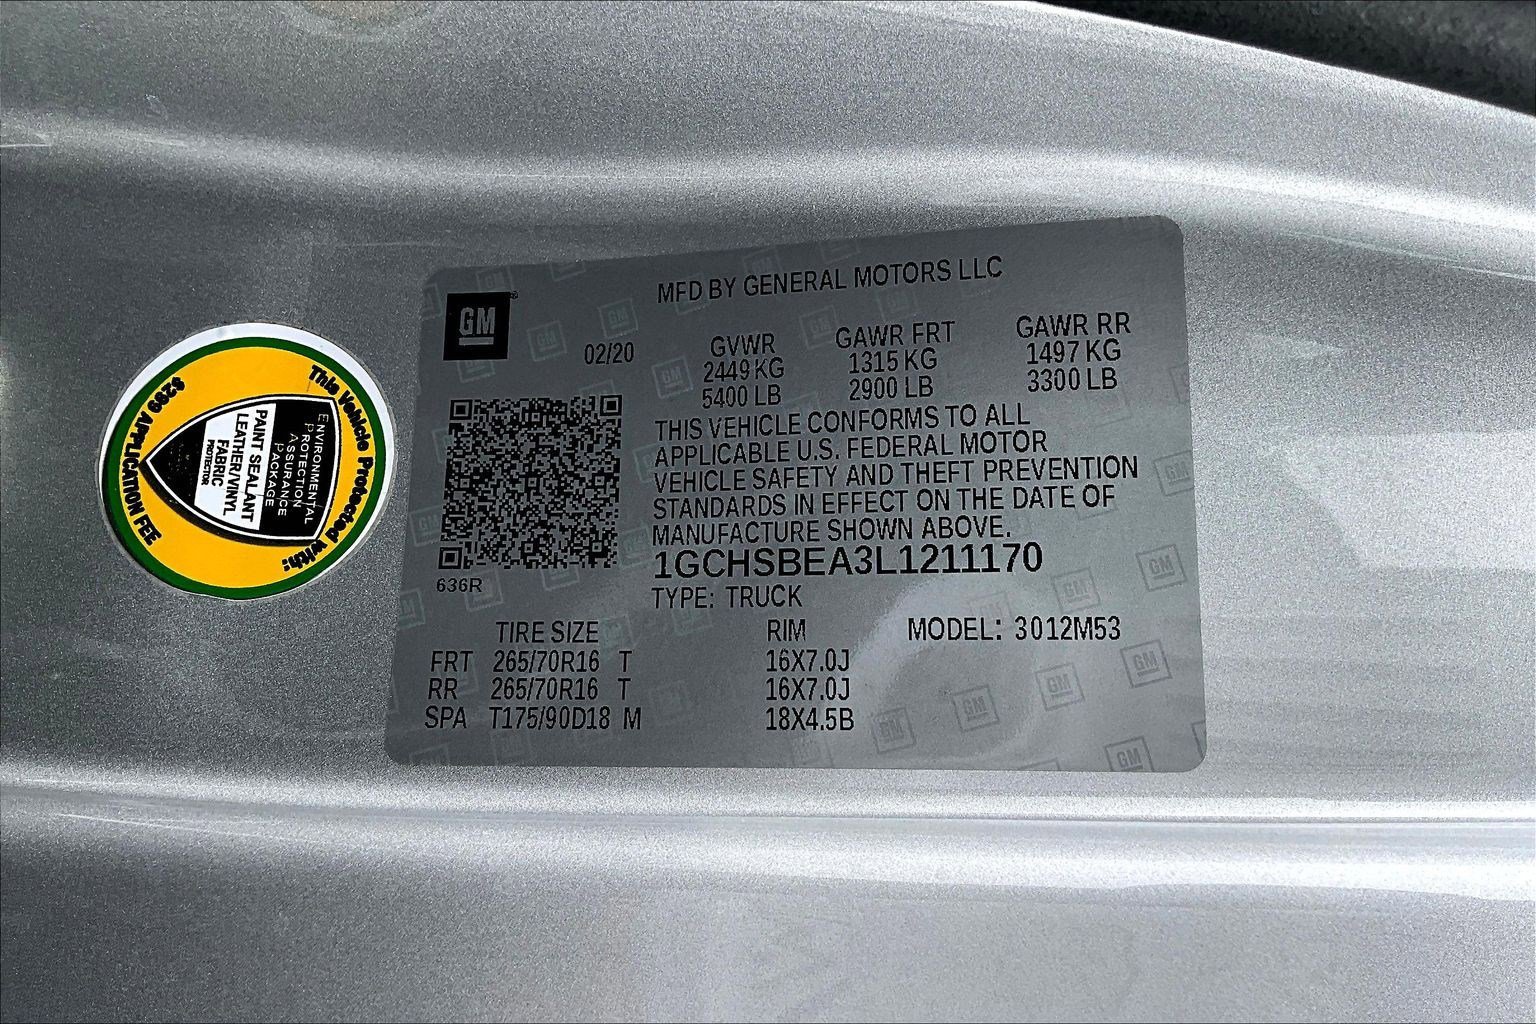 GM
MFD BY GENERAL MOTORS LLC
02/20
GVWR GAWR FRT GAWR RR
2449 KG 1315 KG 1497 KG
5400 LB 2900 LB 3300 LB
THIS VEHICLE CONFORMS TO ALL
APPLICABLE U.S. FEDERAL MOTOR
VEHICLE SAFETY AND THEFT PREVENTION
STANDARDS IN EFFECT ON THE DATE OF
MANUFACTURE SHOWN ABOVE.
636R
1GCHSBEA3L1211170
TYPE: TRUCK
TIRE SIZE RIM MODEL: 3012M53
FRT 265/70R16 T 16X7.0J
RR 265/70R16 T 16X7.0J
SPA T175/90D18 M 18X4.5B
This Vehicle Protected With:
ENVIRONMENTAL
PROTECTION
ASSURANCE
PACKAGE
PAINT SEALANT
LEATHER/VINYL
FABRIC
PROTECTOR
$289 APPLICATION FEE